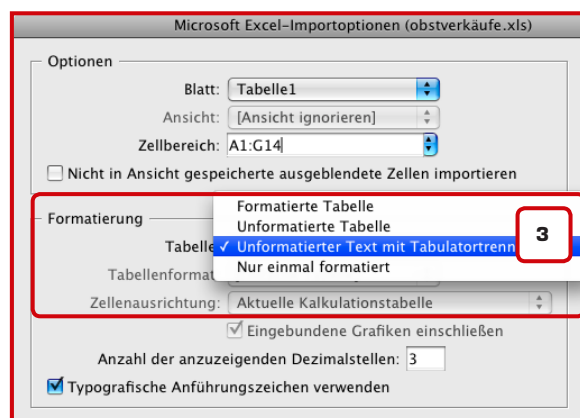 Microsoft Excel-Importoptionen (obstverkäufe.xls)
Optionen
Blatt: Tabelle1
Ansicht: [Ansicht ignorieren]
Zellbereich: A1:G14
Nicht in Ansicht gespeicherte ausgeblendete Zellen importieren
Formatierung
Formatierte Tabelle
Unformatierte Tabelle
Tabelle ✓ Unformatierter Text mit Tabulatortrenn
3
Nur einmal formatiert
Tabellenformat
Zellenausrichtung: Aktuelle Kalkulationstabelle
Eingebundene Grafiken einschließen
Anzahl der anzuzeigenden Dezimalstellen: 3
Typografische Anführungszeichen verwenden